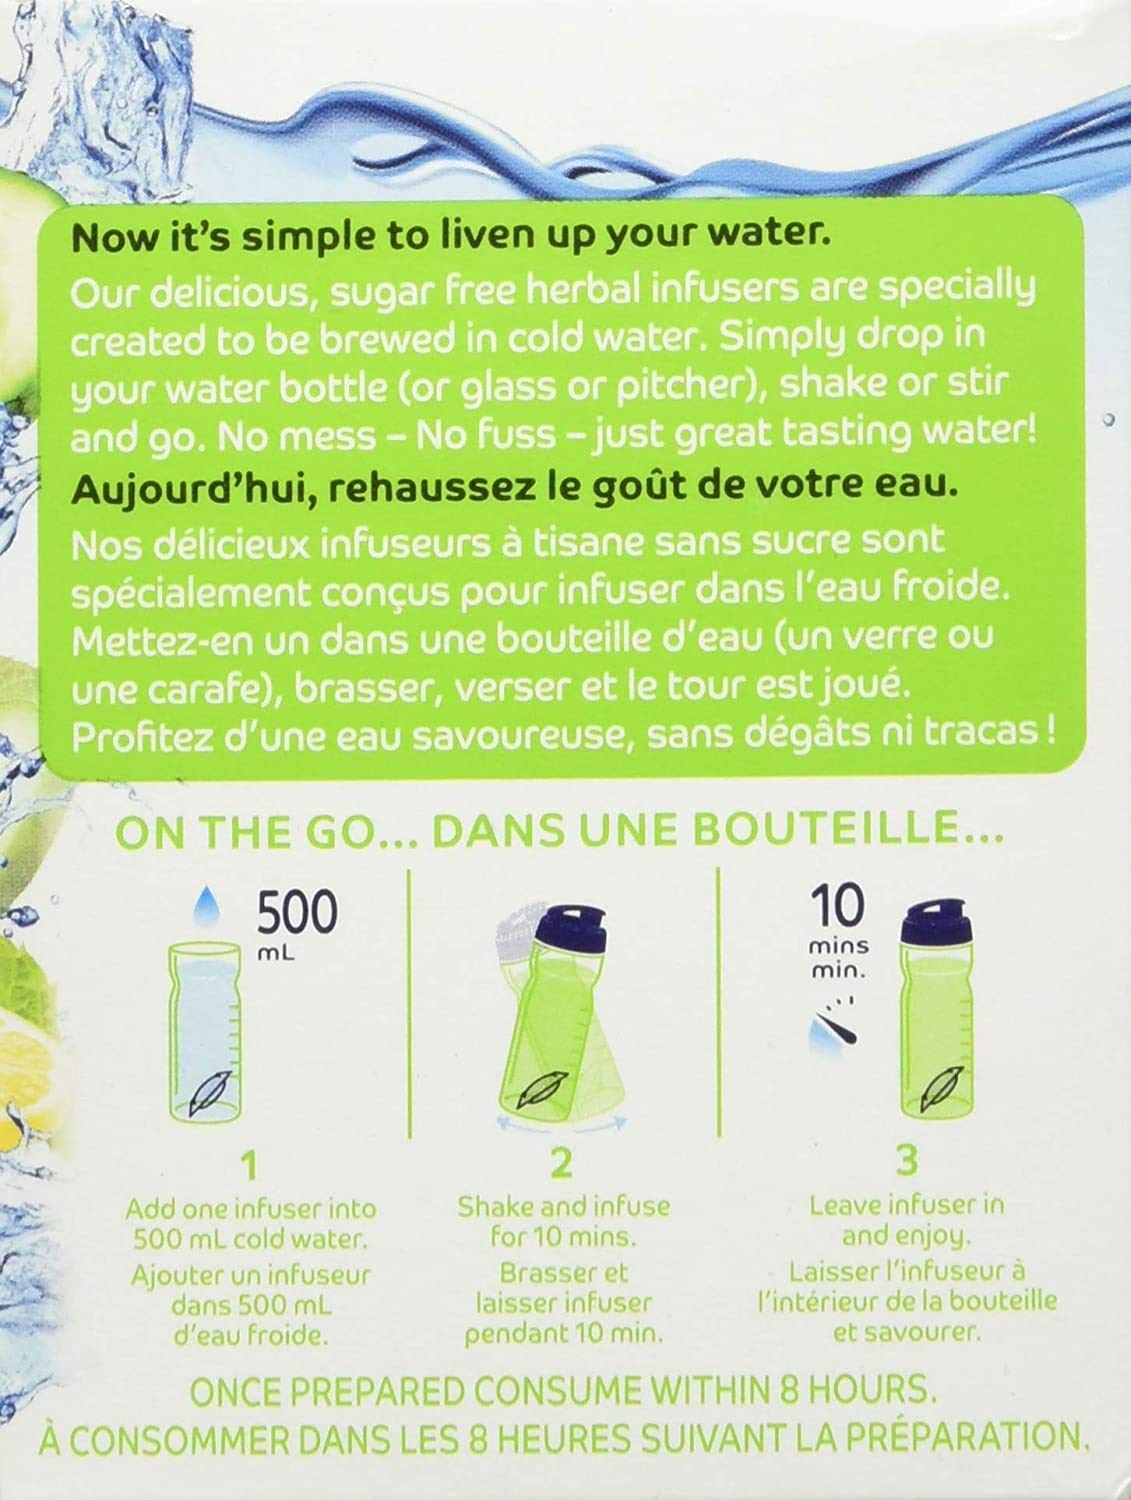 Now it's simple to liven up your water.
Our delicious, sugar free herbal infusers are specially
created to be brewed in cold water. Simply drop in
your water bottle (or glass or pitcher), shake or stir
and go. No mess – No fuss – just great tasting water!
Aujourd'hui, rehaussez le goût de votre eau.
Nos délicieux infuseurs à tisane sans sucre sont
spécialement conçus pour infuser dans l'eau froide.
Mettez-en un dans une bouteille d'eau (un verre ou
une carafe), brasser, verser et le tour est joué.
Profitez d'une eau savoureuse, sans dégâts ni tracas !
ON THE GO... DANS UNE BOUTEILLE...
500
mL
10
mins
min.
1
Add one infuser into
500 mL cold water.
Ajouter un infuseur
dans 500 mL
d'eau froide.
2
Shake and infuse
for 10 mins.
Brasser et
laisser infuser
pendant 10 min.
3
Leave infuser in
and enjoy.
Laisser l'infuseur à
l'intérieur de la bouteille
et savourer.
ONCE PREPARED CONSUME WITHIN 8 HOURS.
À CONSOMMER DANS LES 8 HEURES SUIVANT LA PRÉPARATION.